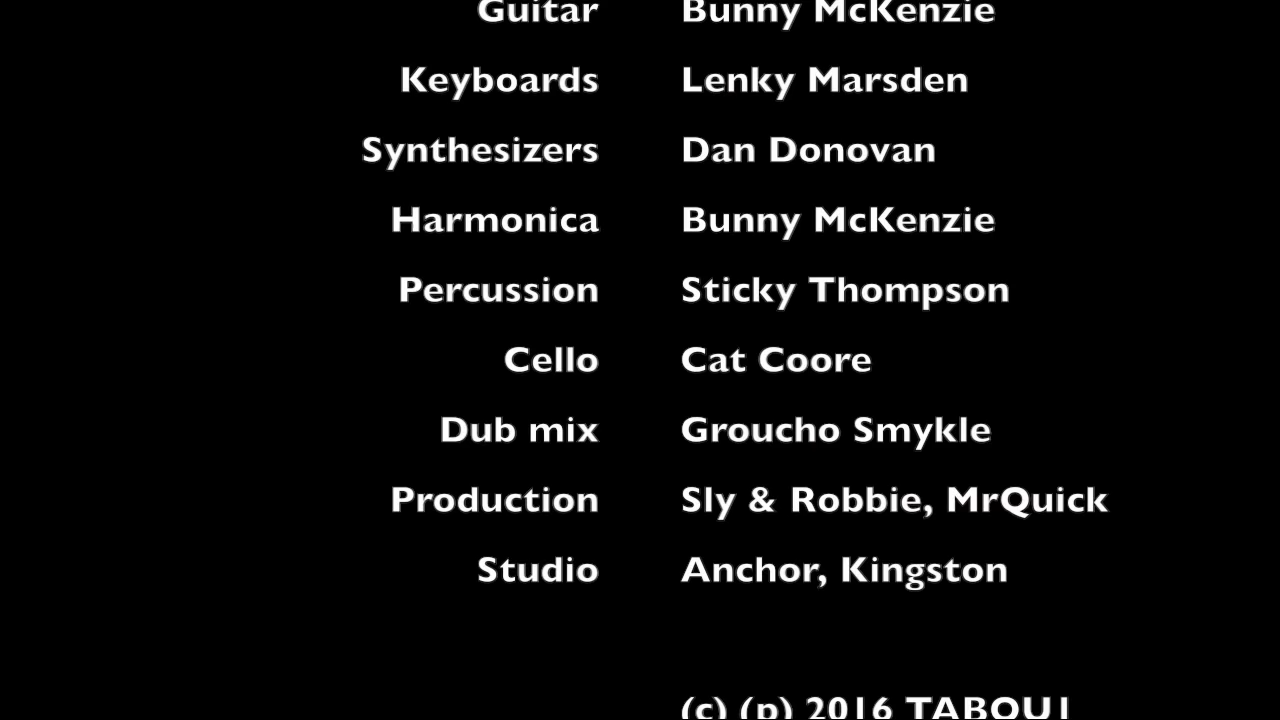 Guitar Bunny McKenzie
Keyboards Lenky Marsden
Synthesizers Dan Donovan
Harmonica Bunny McKenzie
Percussion Sticky Thompson
Cello Cat Coore
Dub mix Groucho Smykle
Production Sly & Robbie, MrQuick
Studio Anchor, Kingston
(c) (p) 2016 TABOU1